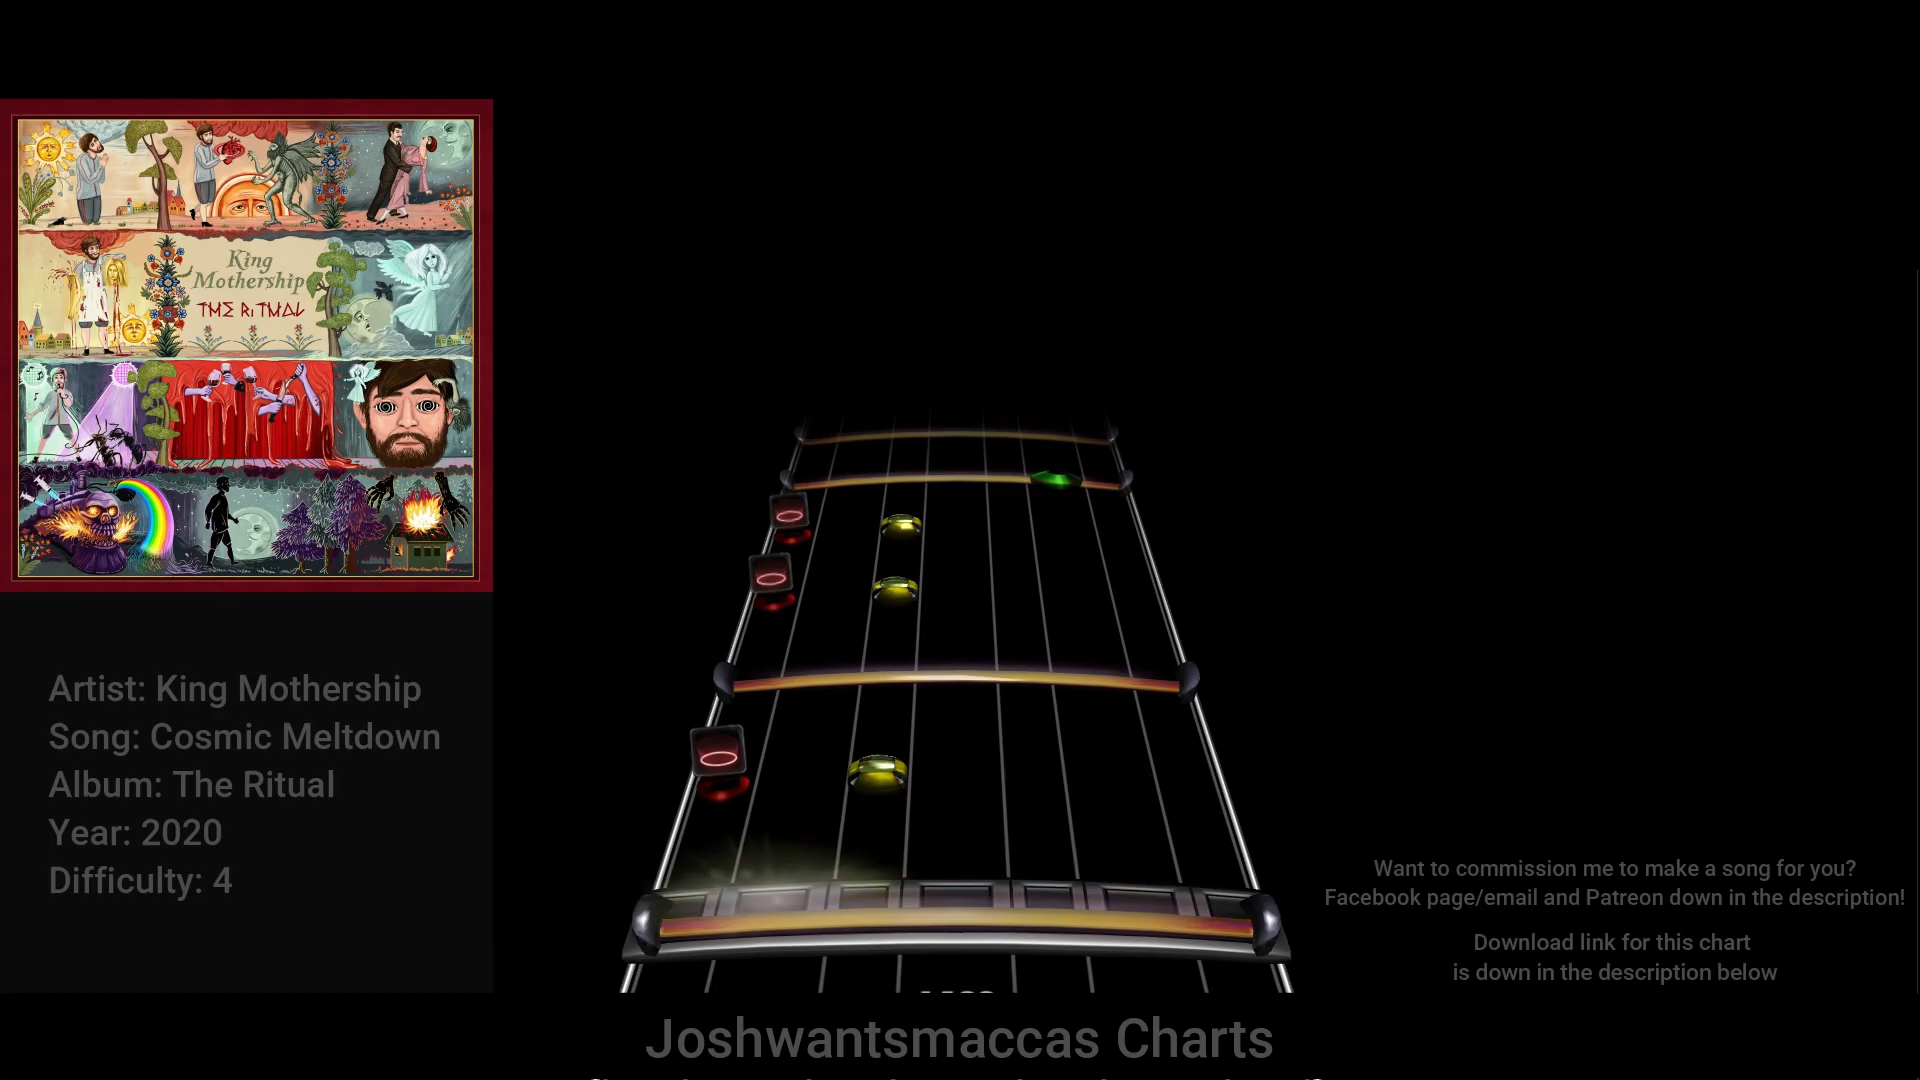 King
Mothership
THE RITUAL
Artist: King Mothership
Song: Cosmic Meltdown
Album: The Ritual
Year: 2020
Difficulty: 4
Want to commission me to make a song for you?
Facebook page/email and Patreon down in the description!
Download link for this chart
is down in the description below
Joshwantsmaccas Charts